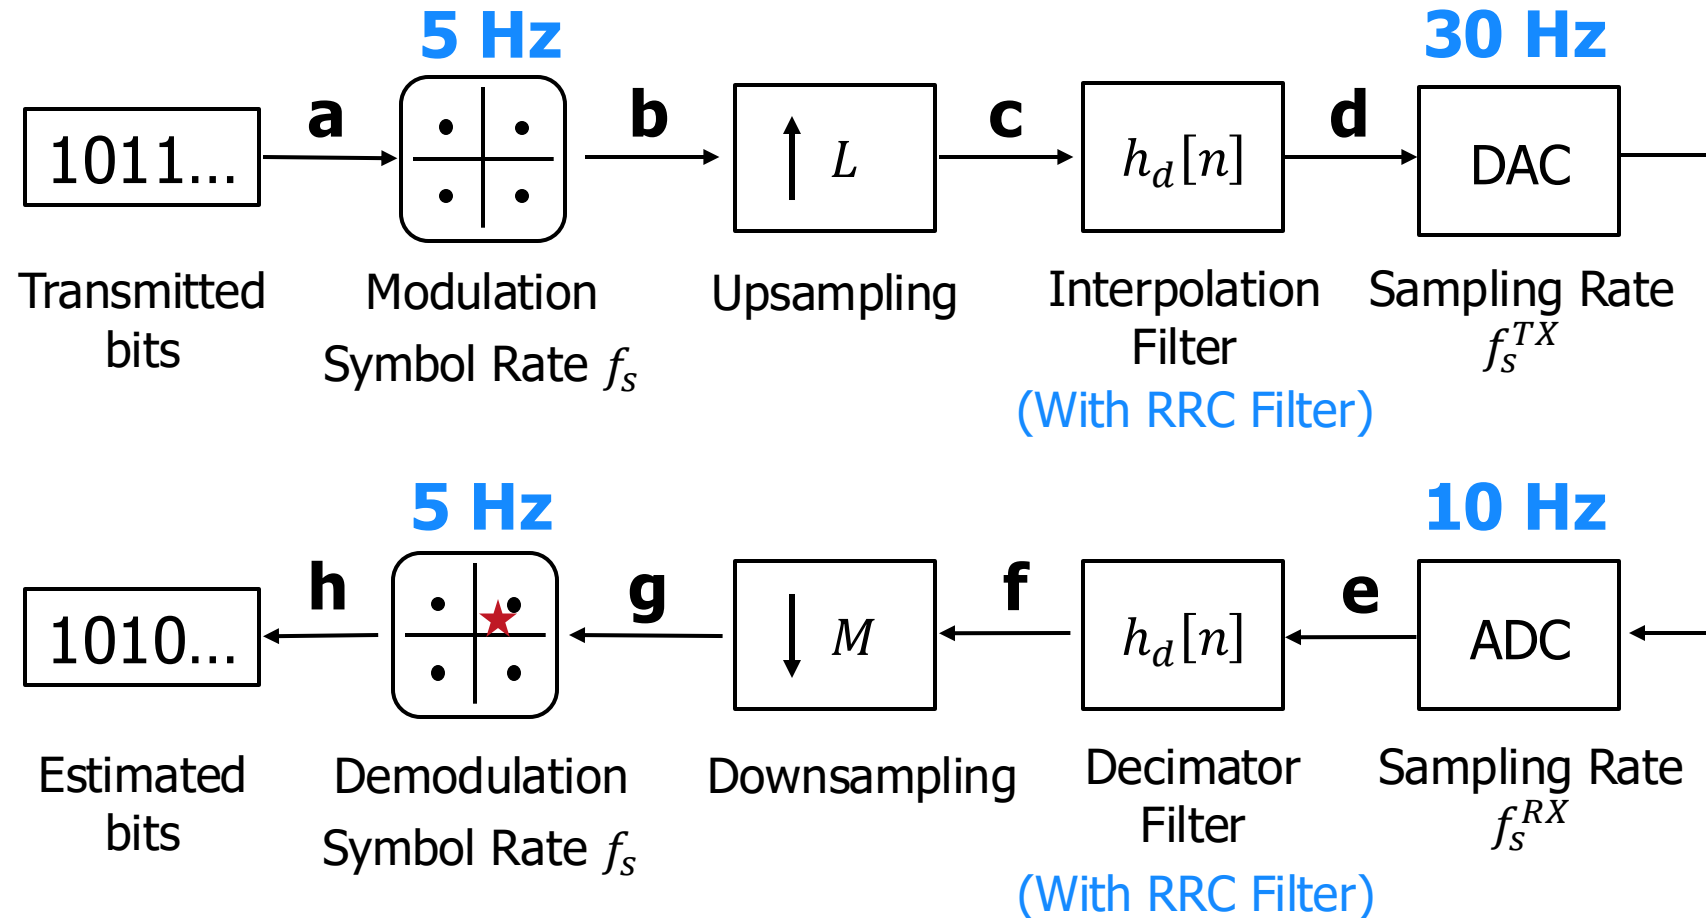 5 Hz
30 Hz
1011...
a
b
↑ L
c
h_d[n]
d
DAC
Transmitted
bits
Modulation
Symbol Rate f_s
Upsampling
Interpolation
Filter
(With RRC Filter)
Sampling Rate
f_s^{TX}
5 Hz
10 Hz
1010...
h
g
↓ M
f
h_d[n]
e
ADC
Estimated
bits
Demodulation
Symbol Rate f_s
Downsampling
Decimator
Filter
(With RRC Filter)
Sampling Rate
f_s^{RX}